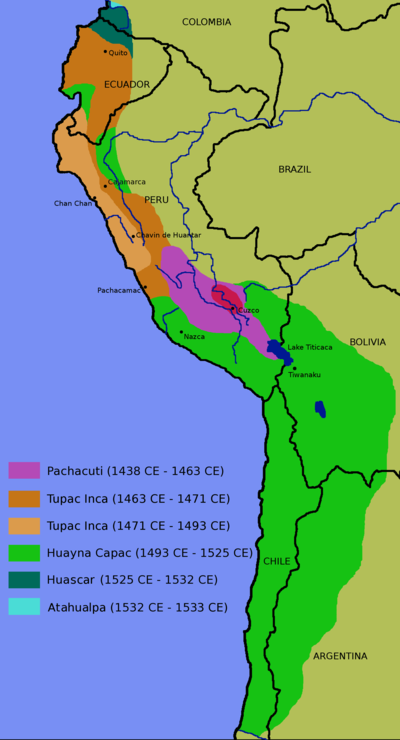 COLOMBIA
Quito
ECUADOR
BRAZIL
Cajamarca
PERU
Chan Chan
Chavin de Huantar
Pachacamac
Cuzco
Nazca
BOLIVIA
Lake Titicaca
Tiwanaku
Pachacuti (1438 CE - 1463 CE)
Tupac Inca (1463 CE - 1471 CE)
Tupac Inca (1471 CE - 1493 CE)
Huayna Capac (1493 CE - 1525 CE)
CHILE
Huascar (1525 CE - 1532 CE)
Atahualpa (1532 CE - 1533 CE)
ARGENTINA